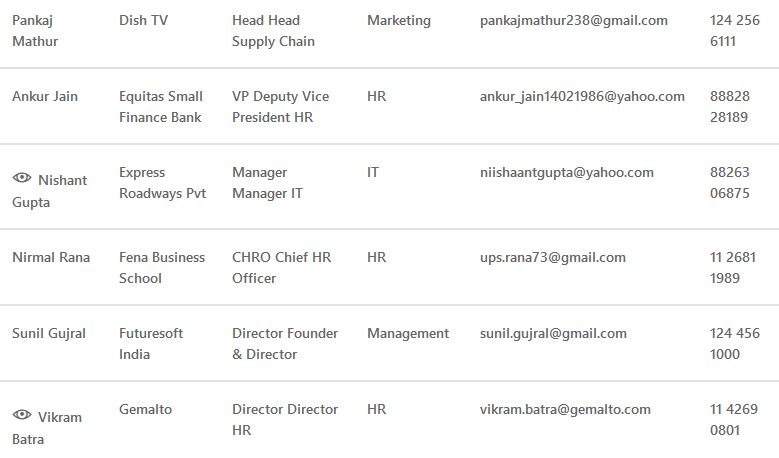 Pankaj Mathur Dish TV Head Head Supply Chain Marketing pankajmathur238@gmail.com 124 256 6111
Ankur Jain Equitas Small Finance Bank VP Deputy Vice President HR HR ankur_jain14021986@yahoo.com 88828 28189
Nishant Gupta Express Roadways Pvt Manager Manager IT IT niishaantgupta@yahoo.com 88263 06875
Nirmal Rana Fena Business School CHRO Chief HR Officer HR ups.rana73@gmail.com 11 2681 1989
Sunil Gujral Futuresoft India Director Founder & Director Management sunil.gujral@gmail.com 124 456 1000
Vikram Batra Gemalto Director Director HR HR vikram.batra@gemalto.com 11 4269 0801